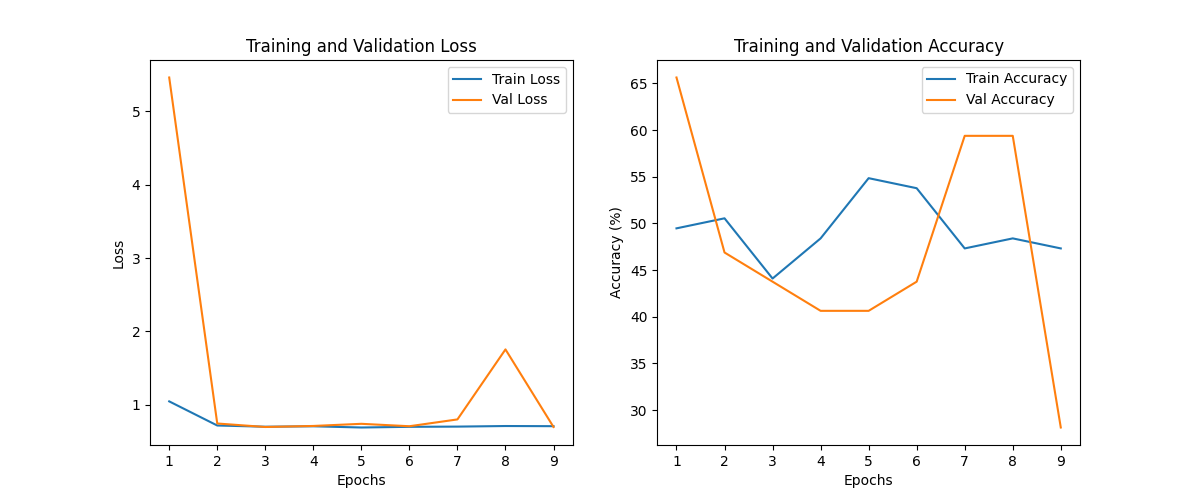 Training and Validation Loss
Train Loss
Val Loss
5
4
3
2
1
Loss
1 2 3 4 5 6 7 8 9
Epochs
Training and Validation Accuracy
Train Accuracy
Val Accuracy
65
60
55
50
45
40
35
30
Accuracy (%)
1 2 3 4 5 6 7 8 9
Epochs